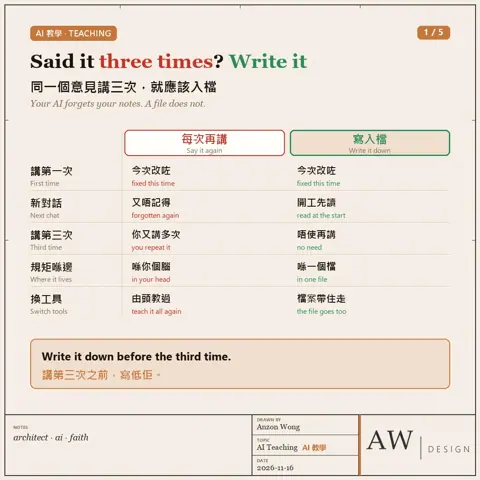 AI 教學 · TEACHING
1 / 5
Said it three times? Write it
同一個意見講三次，就應該入檔
Your AI forgets your notes. A file does not.
每次再講
Say it again
寫入檔
Write it down
講第一次
First time
今次改咗
fixed this time
今次改咗
fixed this time
新對話
Next chat
又唔記得
forgotten again
開工先讀
read at the start
講第三次
Third time
你又講多次
you repeat it
唔使再講
no need
規矩喺邊
Where it lives
喺你個腦
in your head
喺一個檔
in one file
換工具
Switch tools
由頭教過
teach it all again
檔案帶住走
the file goes too
Write it down before the third time.
講第三次之前，寫低佢。
NOTES
architect · ai · faith
DRAWN BY
Anzon Wong
TOPIC
AI Teaching AI 教學
DATE
2026-11-16
AW | DESIGN